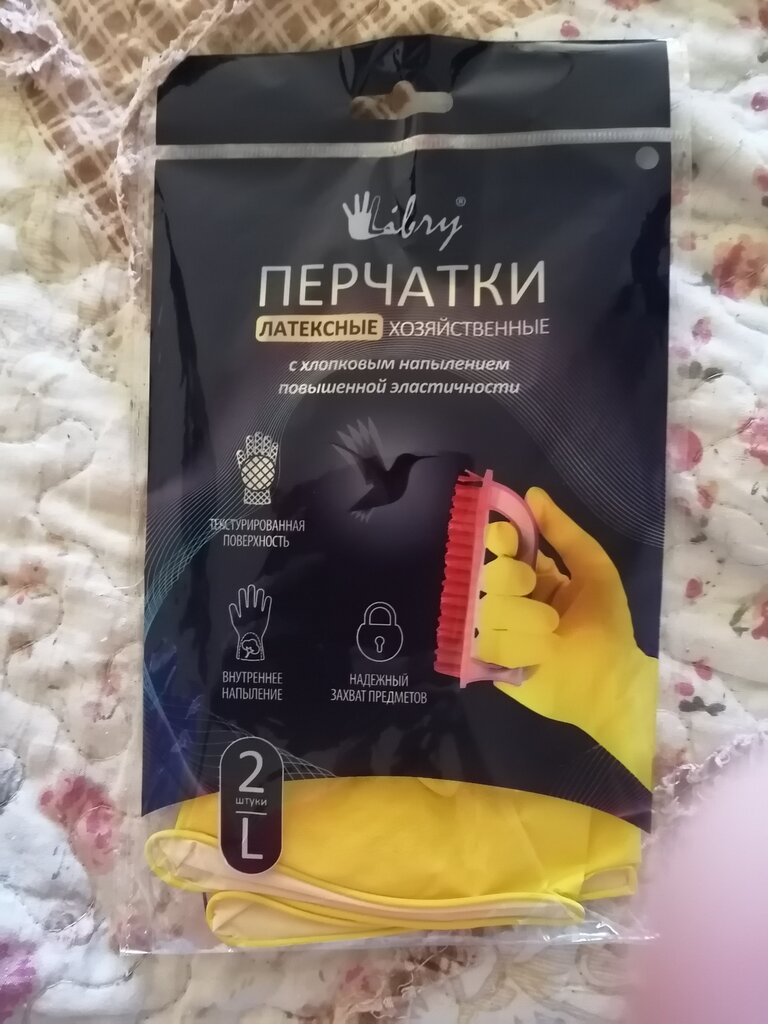 Libry®
ПЕРЧАТКИ
ЛАТЕКСНЫЕ ХОЗЯЙСТВЕННЫЕ
с хлопковым напылением
повышенной эластичности
ТЕКСТУРИРОВАННАЯ
ПОВЕРХНОСТЬ
ВНУТРЕННЕЕ
НАПЫЛЕНИЕ
НАДЕЖНЫЙ
ЗАХВАТ ПРЕДМЕТОВ
2
штуки
L